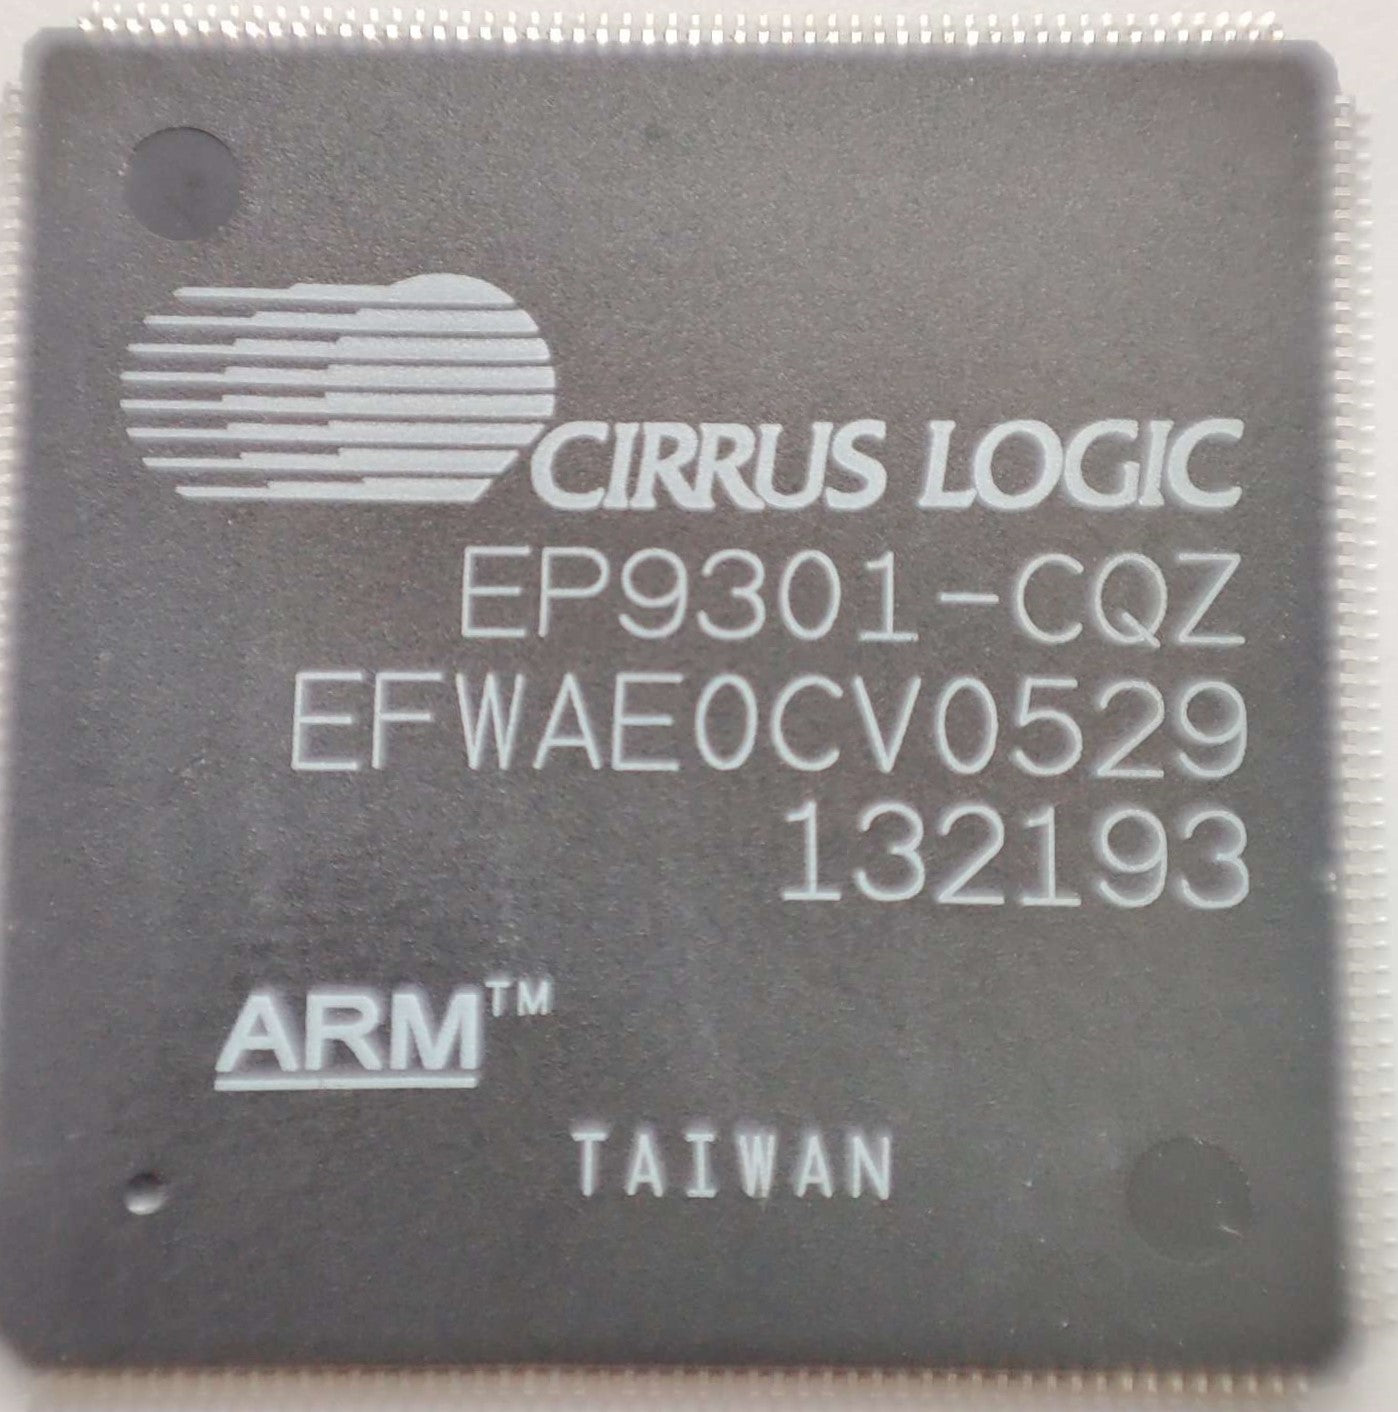 CIRRUS LOGIC
EP9301-CQZ
EFWAE0CV0529
132193
ARM™
TAIWAN